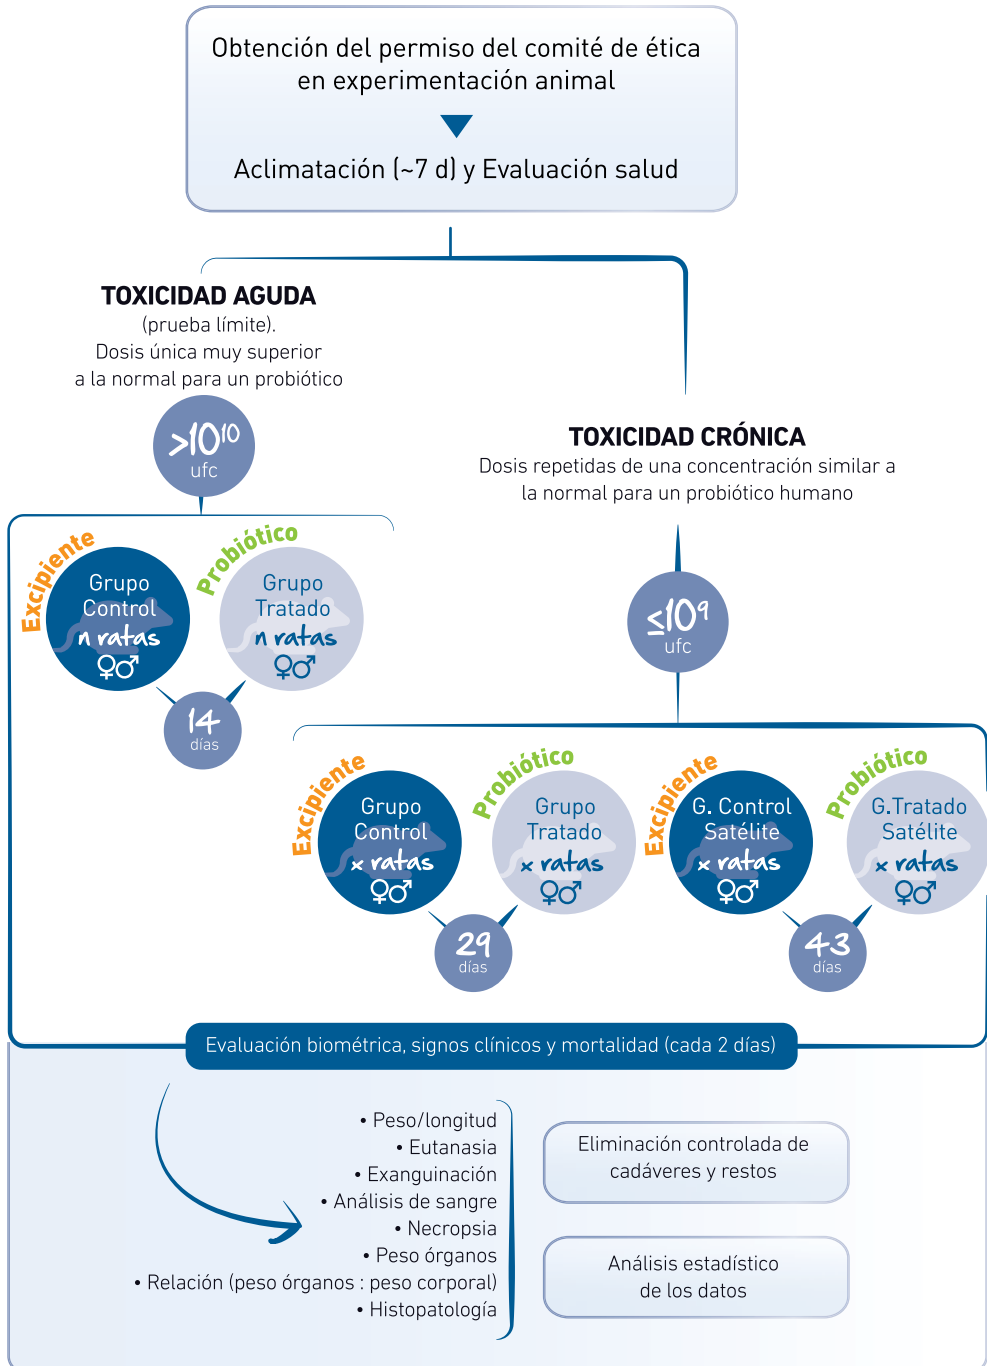 Obtención del permiso del comité de ética
en experimentación animal
Aclimatación (~7 d) y Evaluación salud
TOXICIDAD AGUDA
(prueba límite).
Dosis única muy superior
a la normal para un probiótico
>10¹⁰
ufc
Excipiente
Grupo
Control
n ratas
♀♂
Probiótico
Grupo
Tratado
n ratas
♀♂
14
días
TOXICIDAD CRÓNICA
Dosis repetidas de una concentración similar a
la normal para un probiótico humano
≤10⁹
ufc
Excipiente
Grupo
Control
x ratas
♀♂
Probiótico
Grupo
Tratado
x ratas
♀♂
29
días
Excipiente
G. Control
Satélite
x ratas
♀♂
Probiótico
G.Tratado
Satélite
x ratas
♀♂
43
días
Evaluación biométrica, signos clínicos y mortalidad (cada 2 días)
• Peso/longitud
• Eutanasia
• Exanguinación
• Análisis de sangre
• Necropsia
• Peso órganos
• Relación (peso órganos : peso corporal)
• Histopatología
Eliminación controlada de
cadáveres y restos
Análisis estadístico
de los datos